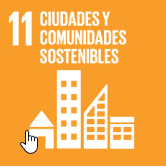 11 CIUDADES Y
COMUNIDADES
SOSTENIBLES